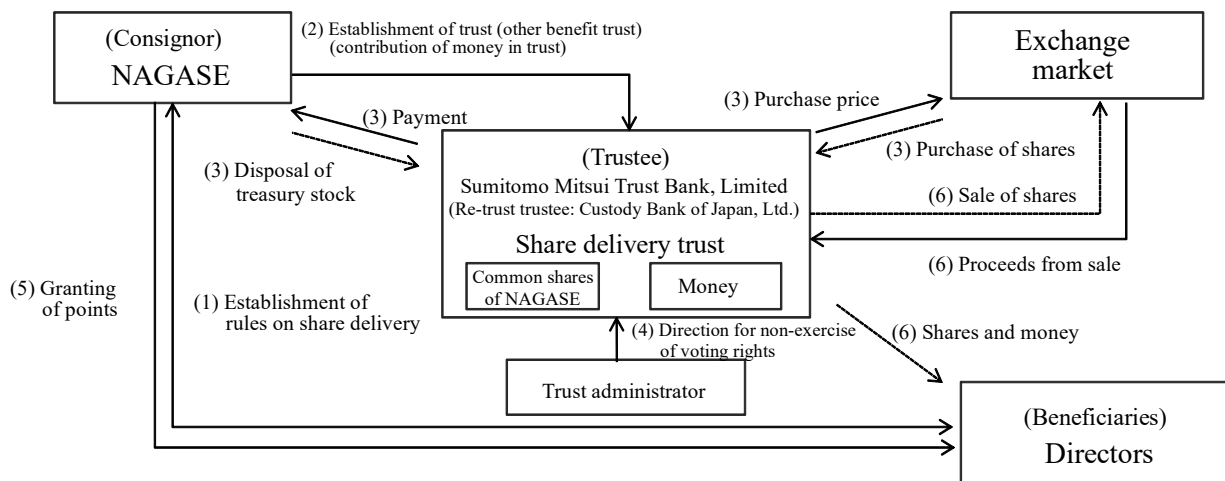 (Consignor)
NAGASE
(2) Establishment of trust (other benefit trust)
(contribution of money in trust)
Exchange
market
(3) Payment
(3) Purchase price
(3) Disposal of
treasury stock
(Trustee)
Sumitomo Mitsui Trust Bank, Limited
(Re-trust trustee: Custody Bank of Japan, Ltd.)
Share delivery trust
Common shares
of NAGASE
Money
(3) Purchase of shares
(6) Sale of shares
(6) Proceeds from sale
(5) Granting
of points
(1) Establishment of
rules on share delivery
(4) Direction for non-exercise
of voting rights
(6) Shares and money
Trust administrator
(Beneficiaries)
Directors